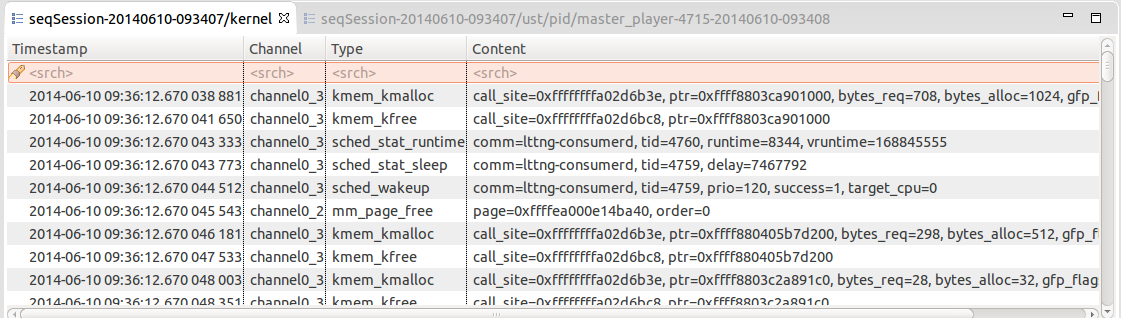 seqSession-20140610-093407/kernel seqSession-20140610-093407/ust/pid/master_player-4715-20140610-093408
Timestamp Channel Type Content
<srch> <srch> <srch> <srch>
2014-06-10 09:36:12.670 038 881 channel0_3 kmem_kmalloc call_site=0xffffffffa02d6b3e, ptr=0xffff8803ca901000, bytes_req=708, bytes_alloc=1024, gfp_f
2014-06-10 09:36:12.670 041 650 channel0_3 kmem_kfree call_site=0xffffffffa02d6bc8, ptr=0xffff8803ca901000
2014-06-10 09:36:12.670 043 333 channel0_3 sched_stat_runtime comm=lttng-consumerd, tid=4760, runtime=8344, vruntime=168845555
2014-06-10 09:36:12.670 043 773 channel0_3 sched_stat_sleep comm=lttng-consumerd, tid=4759, delay=7467792
2014-06-10 09:36:12.670 044 512 channel0_3 sched_wakeup comm=lttng-consumerd, tid=4759, prio=120, success=1, target_cpu=0
2014-06-10 09:36:12.670 045 543 channel0_2 mm_page_free page=0xffffea000e14ba40, order=0
2014-06-10 09:36:12.670 046 181 channel0_3 kmem_kmalloc call_site=0xffffffffa02d6b3e, ptr=0xffff880405b7d200, bytes_req=298, bytes_alloc=512, gfp_fl
2014-06-10 09:36:12.670 047 533 channel0_3 kmem_kfree call_site=0xffffffffa02d6bc, ptr=0xffff880405b7d200
2014-06-10 09:36:12.670 048 003 channel0_3 kmem_kmalloc call_site=0xffffffffa02d6b3e, ptr=0xffff8803c2a891c0, bytes_req=28, bytes_alloc=32, gfp_flag
2014-06-10 09:36:12.670 048 351 channel0_3 kmem_kfree call_site=0xffffffffa02d6bc8, ptr=0xffff8803c2a891c0